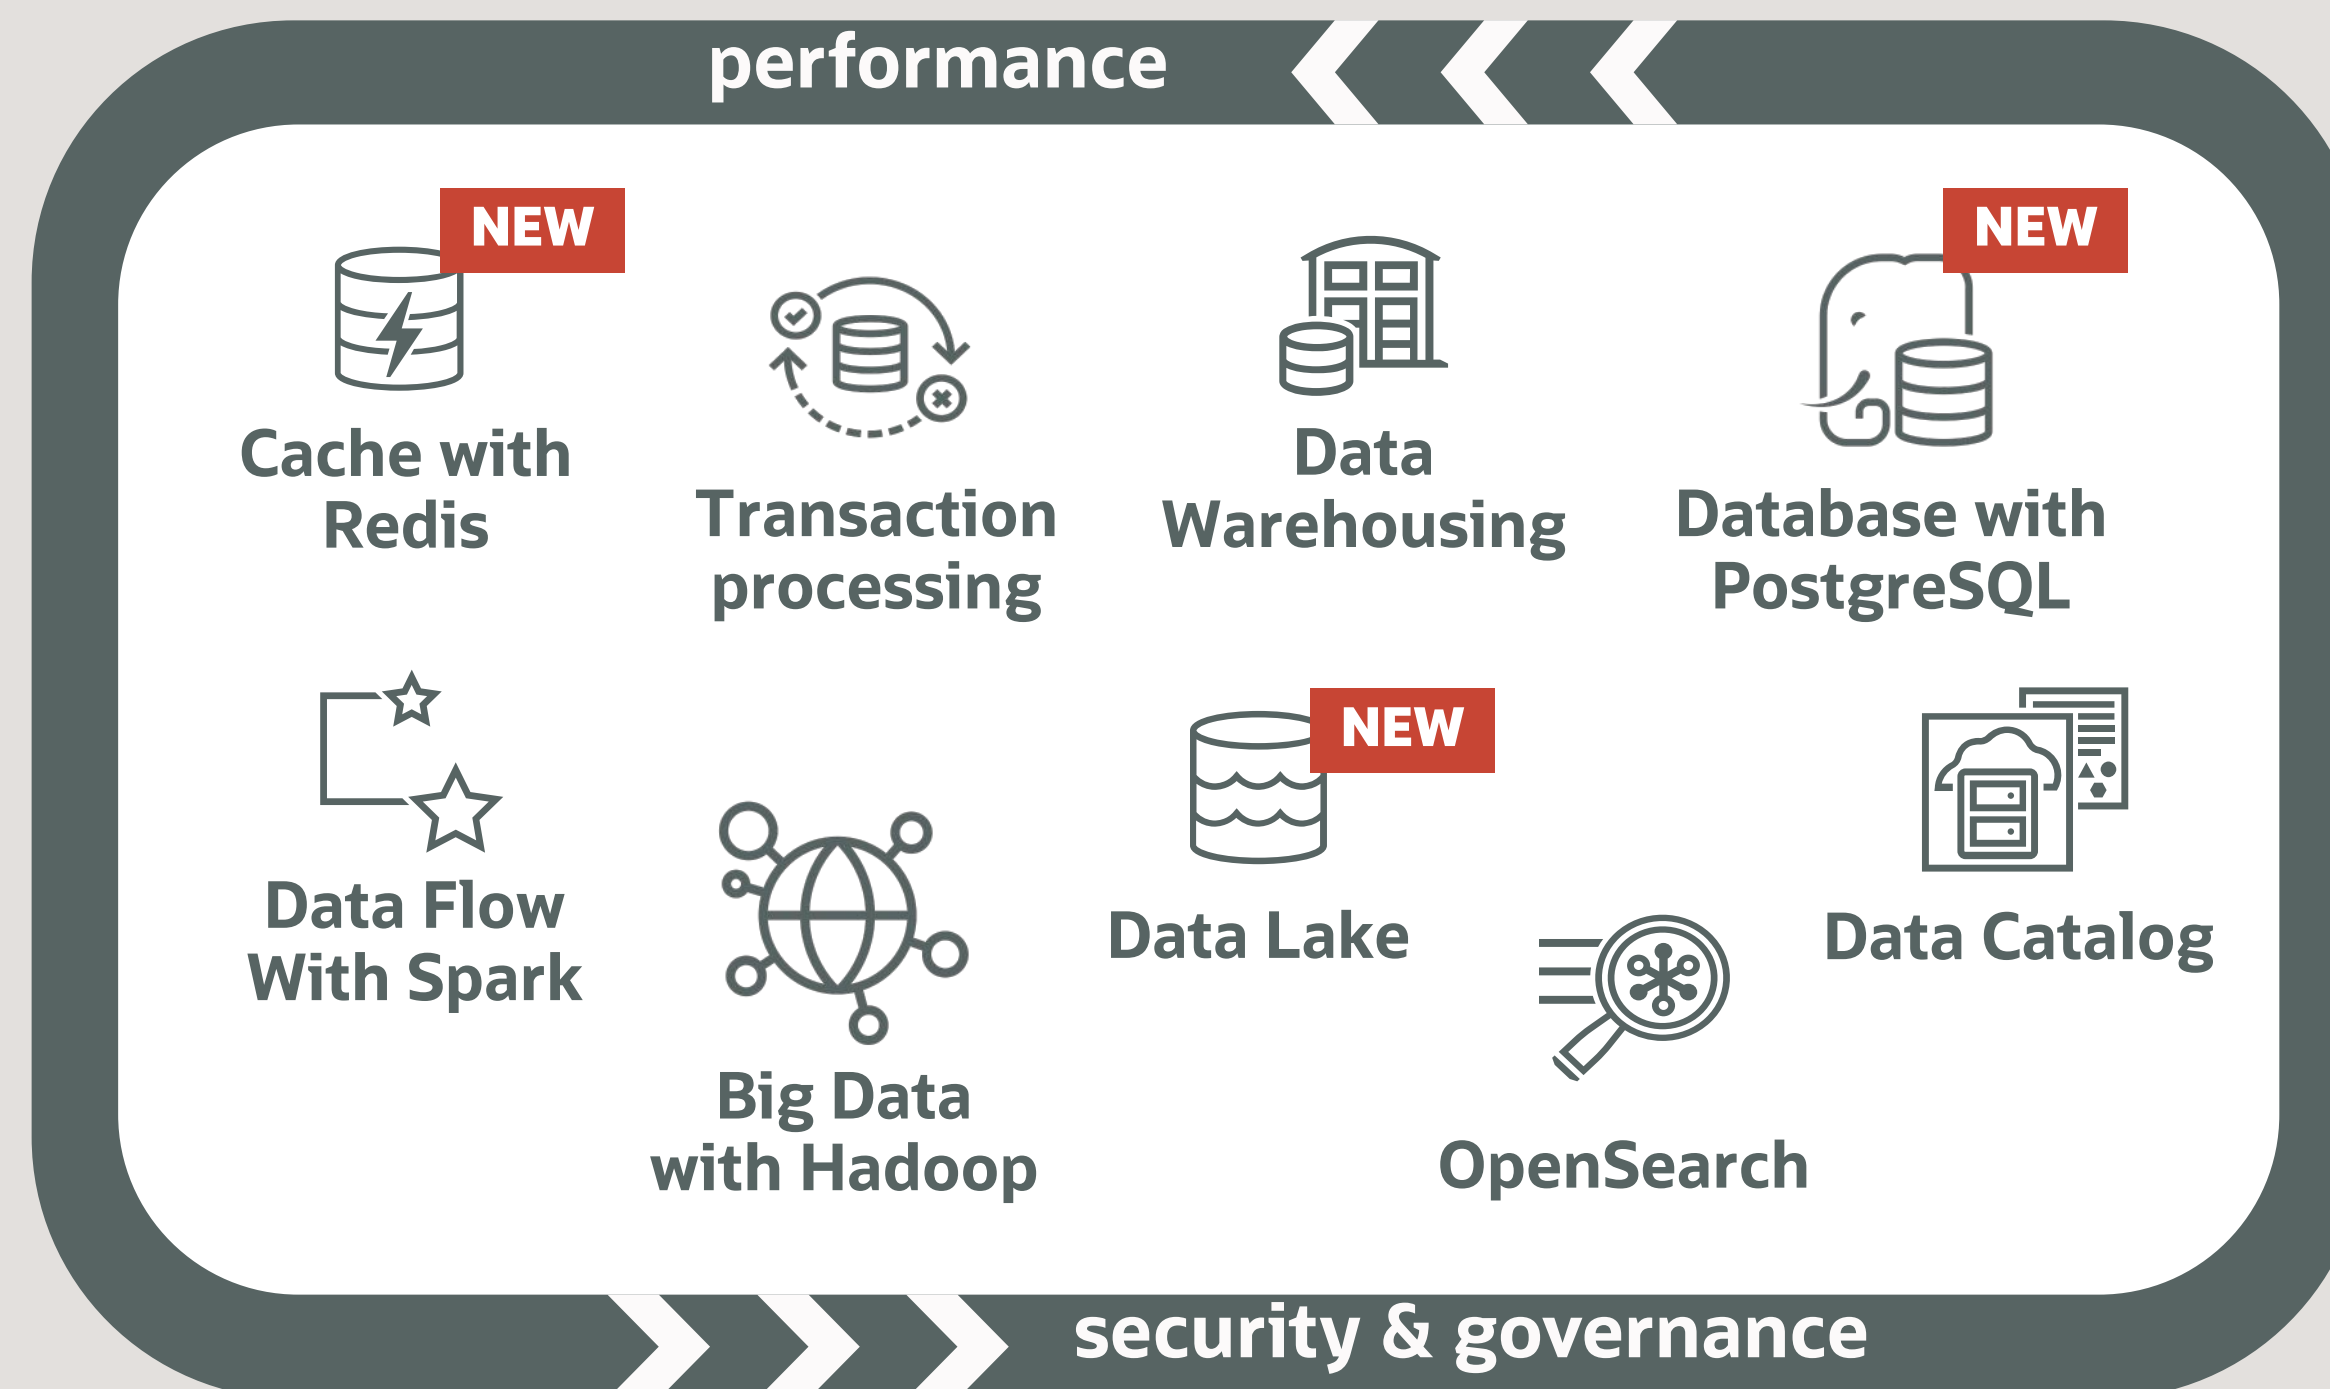 performance
NEW
Cache with
Redis
Transaction
processing
Data
Warehousing
NEW
Database with
PostgreSQL
Data Flow
With Spark
Big Data
with Hadoop
NEW
Data Lake
OpenSearch
Data Catalog
security & governance